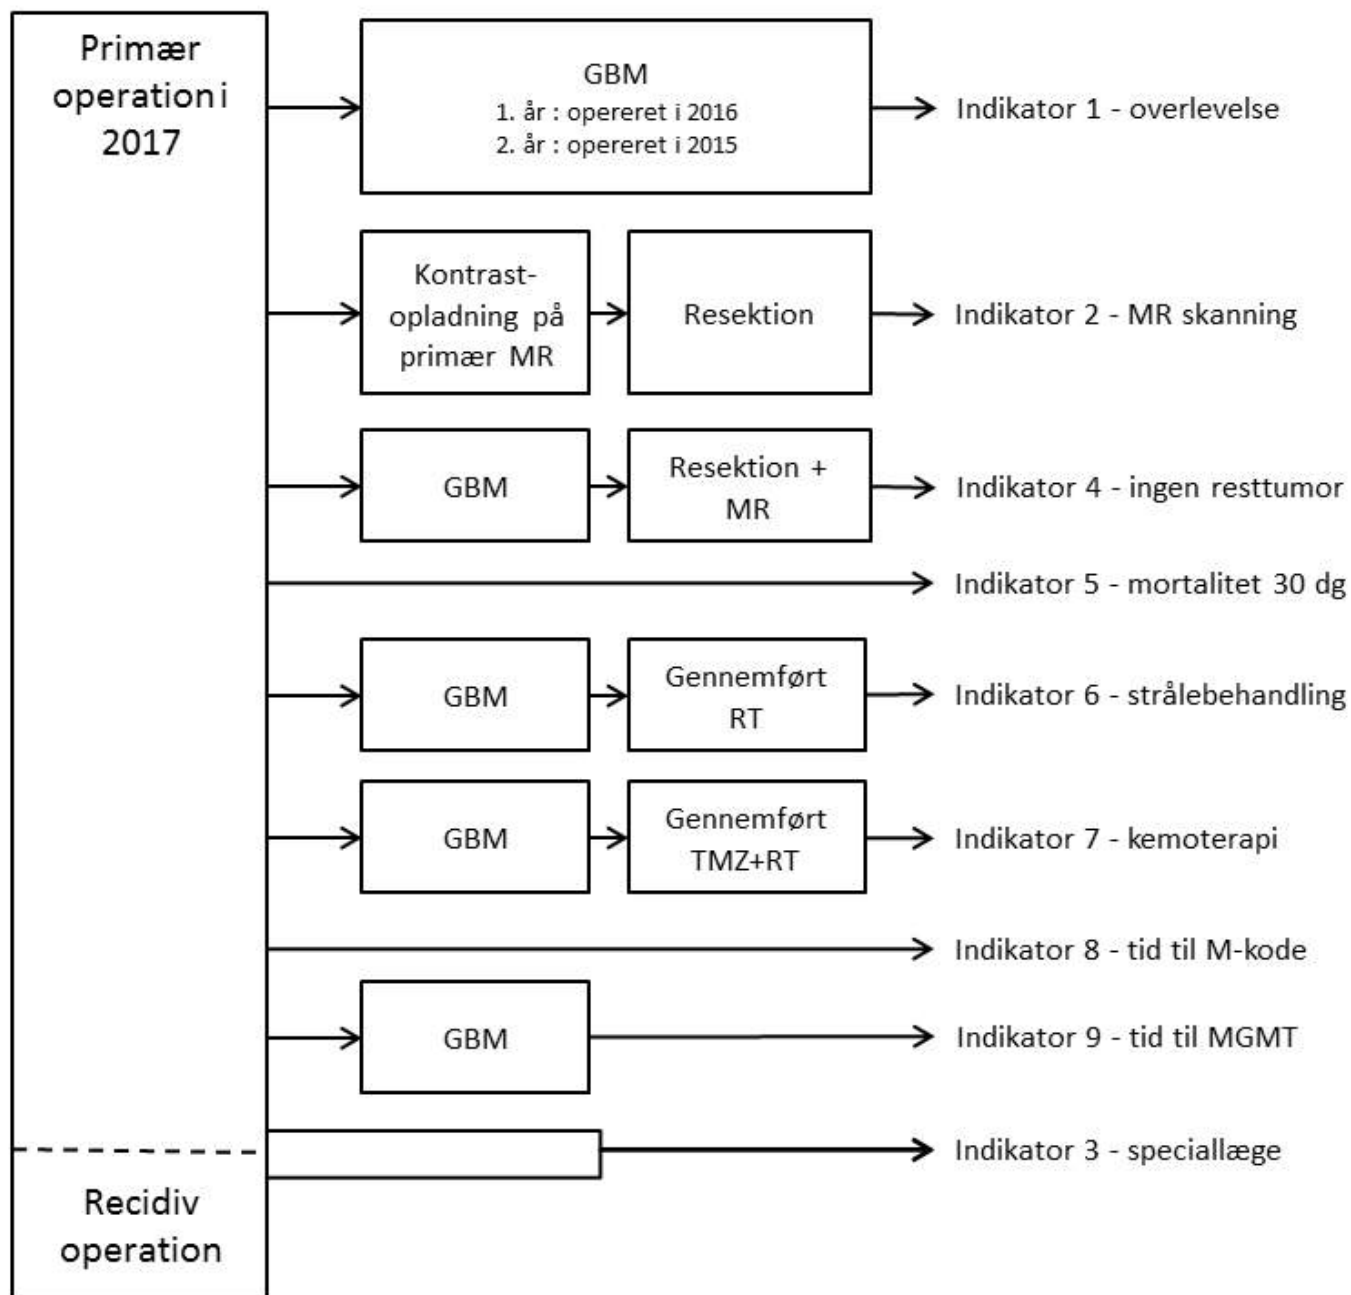 Primær
operation i
2017
GBM
1. år : opereret i 2016
2. år : opereret i 2015
Indikator 1 - overlevelse
Kontrast-
opladning på
primær MR
Resektion
Indikator 2 - MR skanning
GBM
Resektion +
MR
Indikator 4 - ingen resttumor
Indikator 5 - mortalitet 30 dg
GBM
Gennemført
RT
Indikator 6 - strålebehandling
GBM
Gennemført
TMZ+RT
Indikator 7 - kemoterapi
Indikator 8 - tid til M-kode
GBM
Indikator 9 - tid til MGMT
Indikator 3 - speciallæge
Recidiv
operation